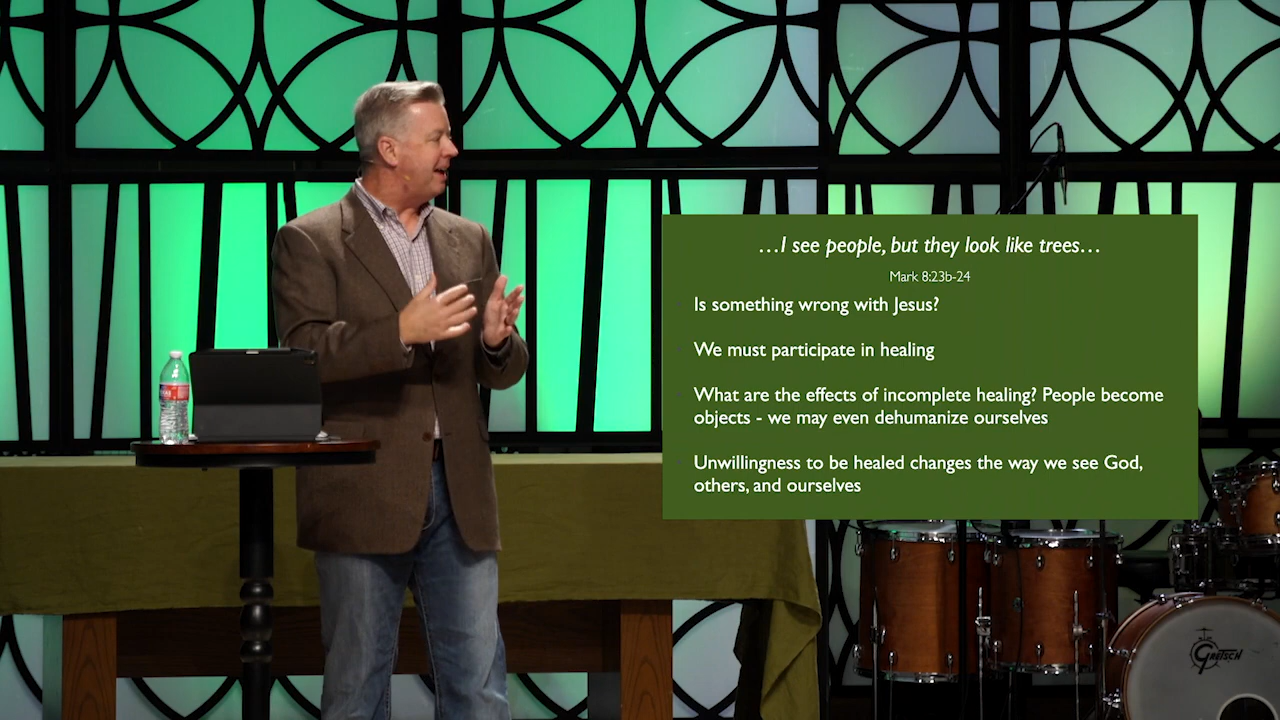 …I see people, but they look like trees…
Mark 8:23b-24
Is something wrong with Jesus?
We must participate in healing
What are the effects of incomplete healing? People become
objects - we may even dehumanize ourselves
Unwillingness to be healed changes the way we see God,
others, and ourselves
GRETSCH